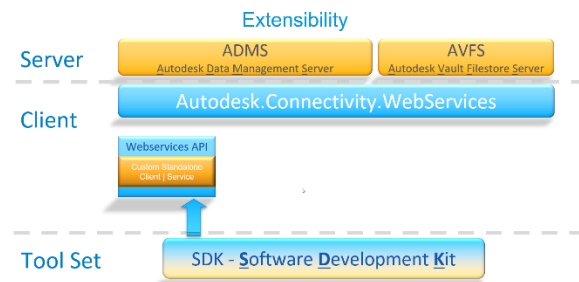 Extensibility
Server
ADMS
Autodesk Data Management Server
AVFS
Autodesk Vault Filestore Server
Client
Autodesk.Connectivity.WebServices
Webservices API
Custom Standalone
Client | Service
Tool Set
SDK - Software Development Kit